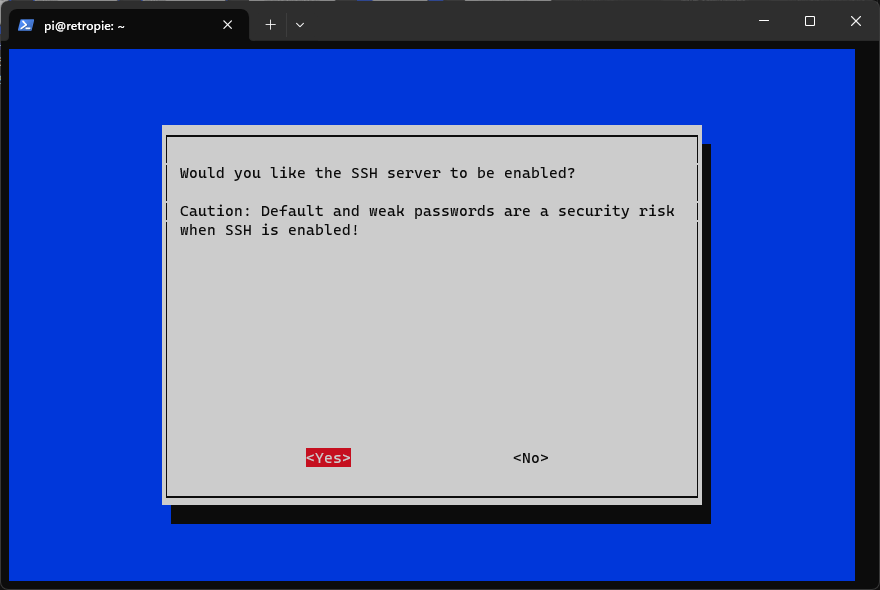 pi@retropie: ~
Would you like the SSH server to be enabled?
Caution: Default and weak passwords are a security risk
when SSH is enabled!
<Yes> <No>